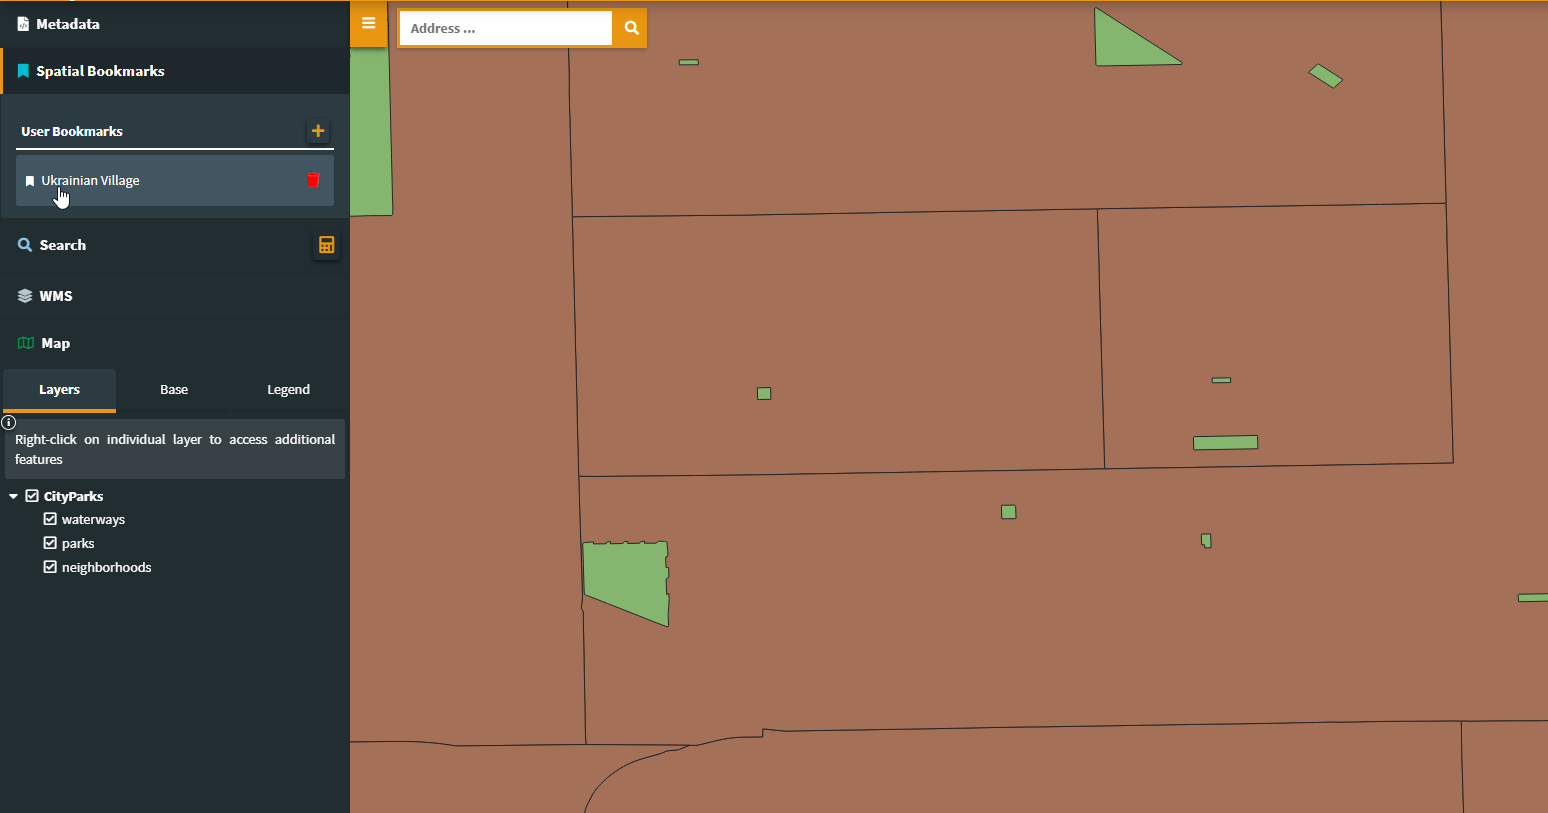 Metadata
Address ...
Spatial Bookmarks
User Bookmarks
Ukrainian Village
Search
WMS
Map
Layers Base Legend
Right-click on individual layer to access additional
features
CityParks
waterways
parks
neighborhoods